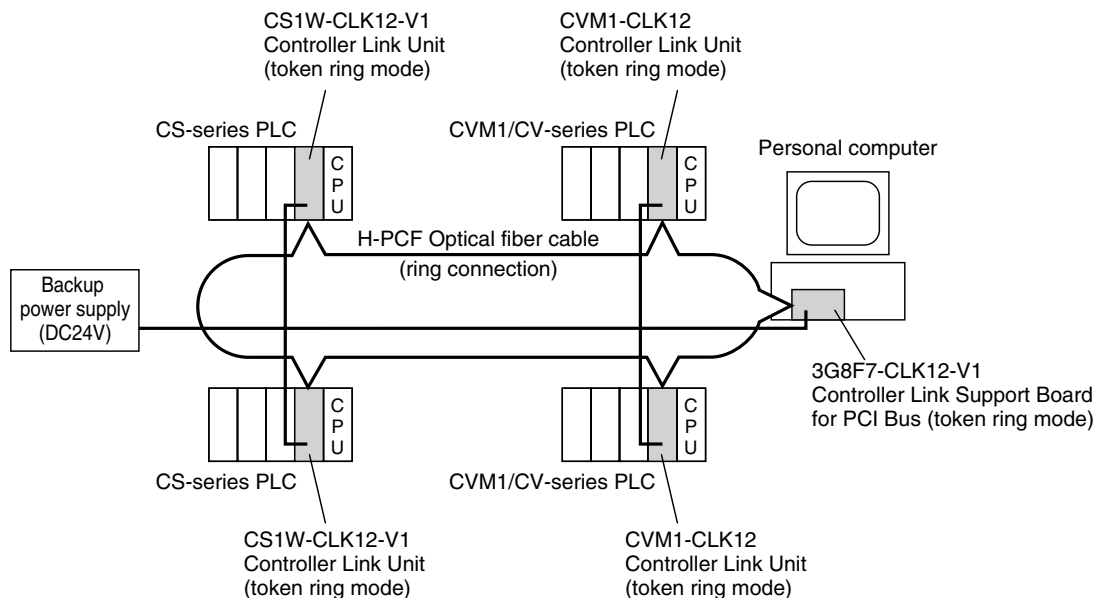 CS1W-CLK12-V1
Controller Link Unit
(token ring mode)
CVM1-CLK12
Controller Link Unit
(token ring mode)
CS-series PLC
CVM1/CV-series PLC
Personal computer
C
P
U
C
P
U
H-PCF Optical fiber cable
(ring connection)
Backup
power supply
(DC24V)
3G8F7-CLK12-V1
Controller Link Support Board
for PCI Bus (token ring mode)
C
P
U
C
P
U
CS-series PLC
CVM1/CV-series PLC
CS1W-CLK12-V1
Controller Link Unit
(token ring mode)
CVM1-CLK12
Controller Link Unit
(token ring mode)